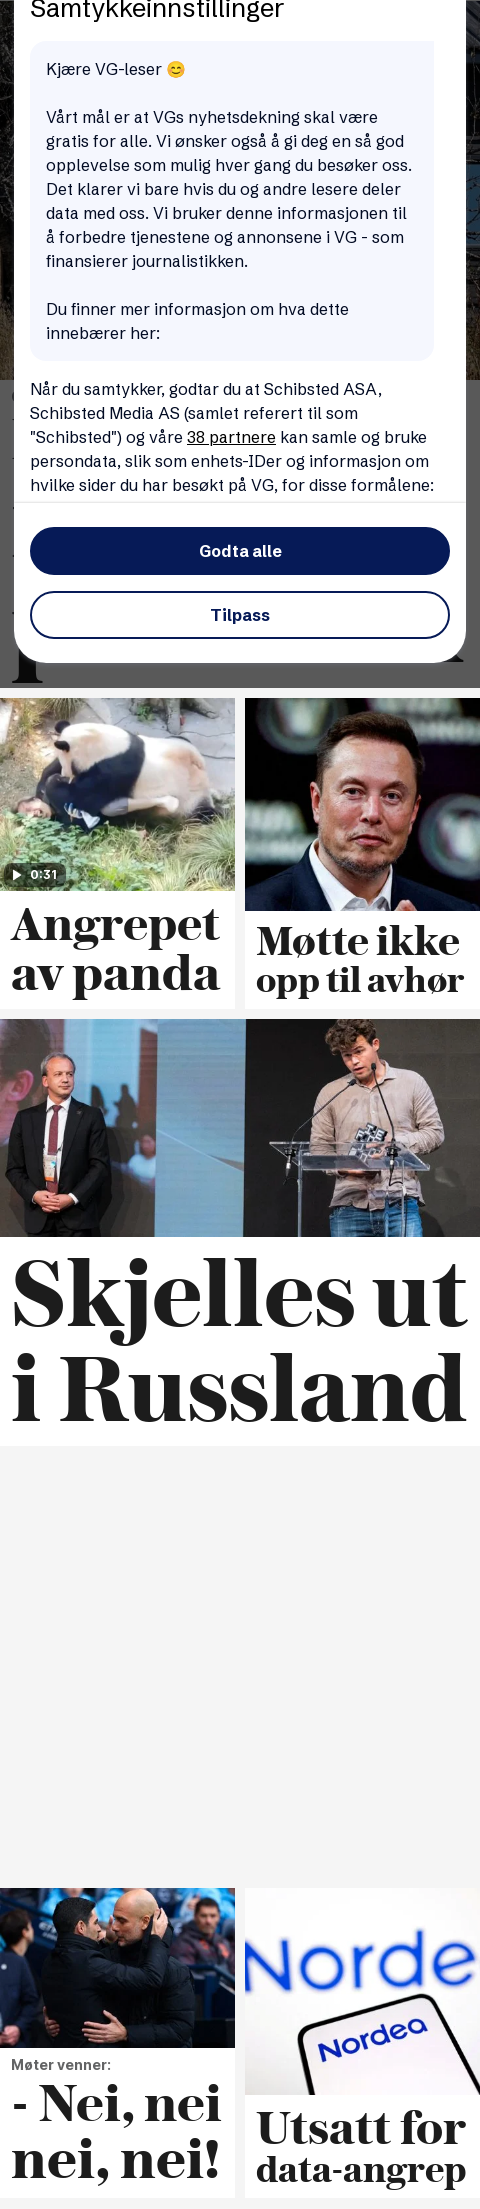 Samtykkeinnstillinger
Kjære VG-leser 😊
Vårt mål er at VGs nyhetsdekning skal være
gratis for alle. Vi ønsker også å gi deg en så god
opplevelse som mulig hver gang du besøker oss.
Det klarer vi bare hvis du og andre lesere deler
data med oss. Vi bruker denne informasjonen til
å forbedre tjenestene og annonsene i VG - som
finansierer journalistikken.
Du finner mer informasjon om hva dette
innebærer her:
Når du samtykker, godtar du at Schibsted ASA,
Schibsted Media AS (samlet referert til som
"Schibsted") og våre 38 partnere kan samle og bruke
persondata, slik som enhets-IDer og informasjon om
hvilke sider du har besøkt på VG, for disse formålene:
Godta alle
Tilpass
0:31
Angrepet
av panda
Møtte ikke
opp til avhør
Skjelles ut
i Russland
Møter venner:
- Nei, nei
nei, nei!
Norde
Nordea
Utsatt for
data-angrep